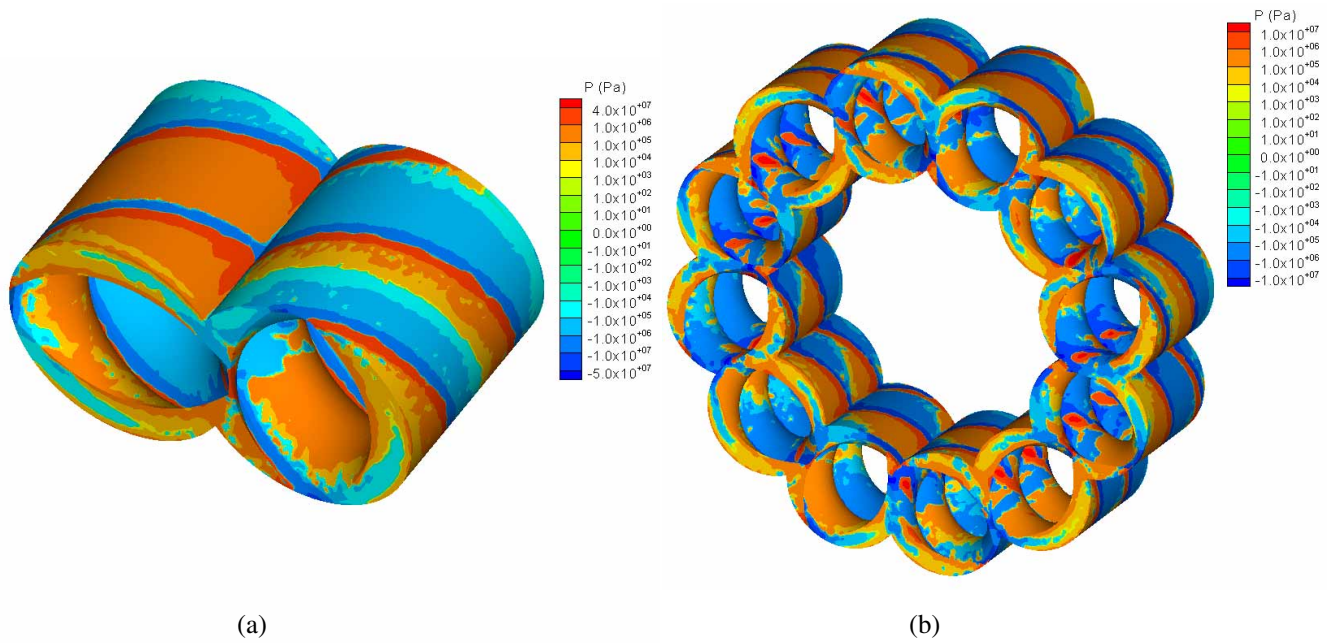 P (Pa)
4.0x10⁺⁰⁷
1.0x10⁺⁰⁶
1.0x10⁺⁰⁵
1.0x10⁺⁰⁴
1.0x10⁺⁰³
1.0x10⁺⁰²
1.0x10⁺⁰¹
0.0x10⁺⁰⁰
-1.0x10⁺⁰¹
-1.0x10⁺⁰²
-1.0x10⁺⁰³
-1.0x10⁺⁰⁴
-1.0x10⁺⁰⁵
-1.0x10⁺⁰⁶
-1.0x10⁺⁰⁷
-5.0x10⁺⁰⁷
(a)
P (Pa)
1.0x10⁺⁰⁷
1.0x10⁺⁰⁶
1.0x10⁺⁰⁵
1.0x10⁺⁰⁴
1.0x10⁺⁰³
1.0x10⁺⁰²
1.0x10⁺⁰¹
0.0x10⁺⁰⁰
-1.0x10⁺⁰¹
-1.0x10⁺⁰²
-1.0x10⁺⁰³
-1.0x10⁺⁰⁴
-1.0x10⁺⁰⁵
-1.0x10⁺⁰⁶
-1.0x10⁺⁰⁷
(b)